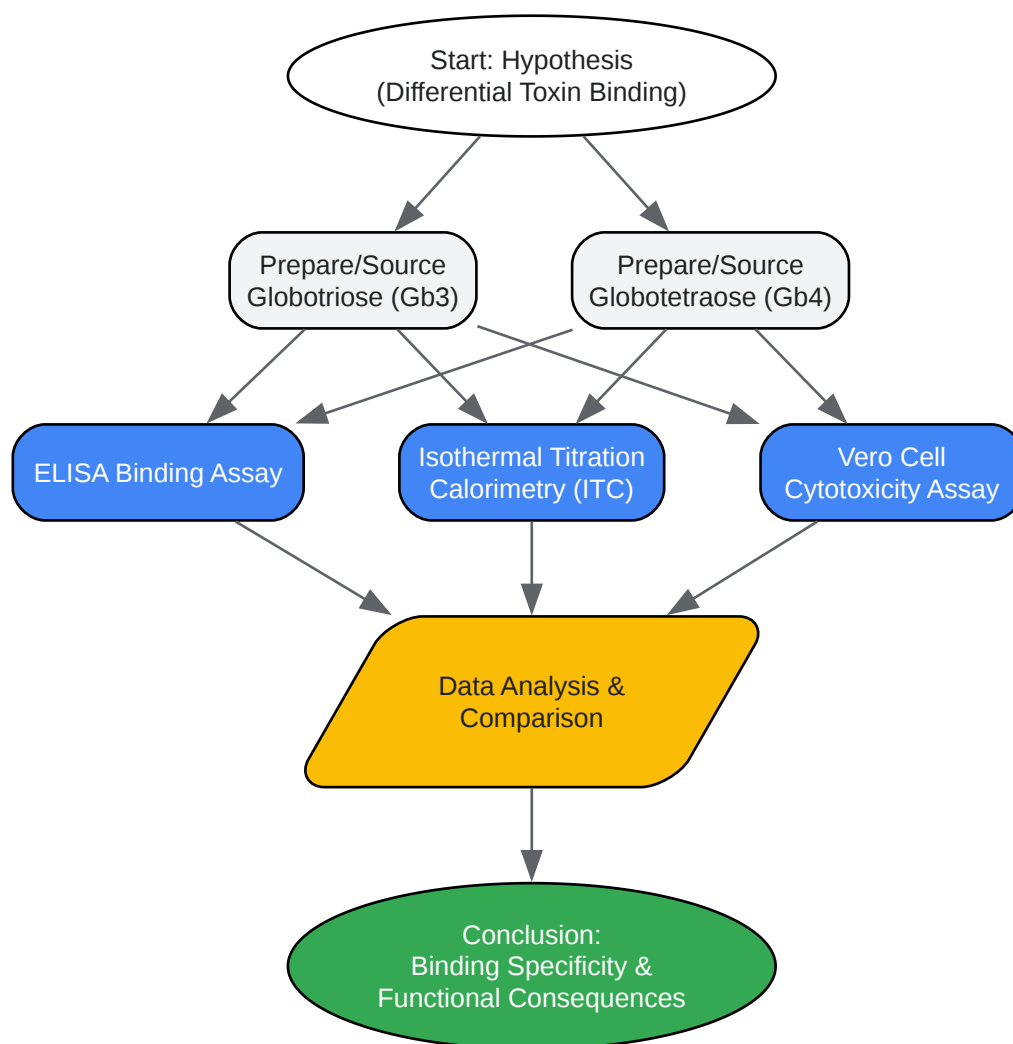 Start: Hypothesis
(Differential Toxin Binding)
Prepare/Source
Globotriose (Gb3)
Prepare/Source
Globotetraose (Gb4)
ELISA Binding Assay
Isothermal Titration
Calorimetry (ITC)
Vero Cell
Cytotoxicity Assay
Data Analysis &
Comparison
Conclusion:
Binding Specificity &
Functional Consequences